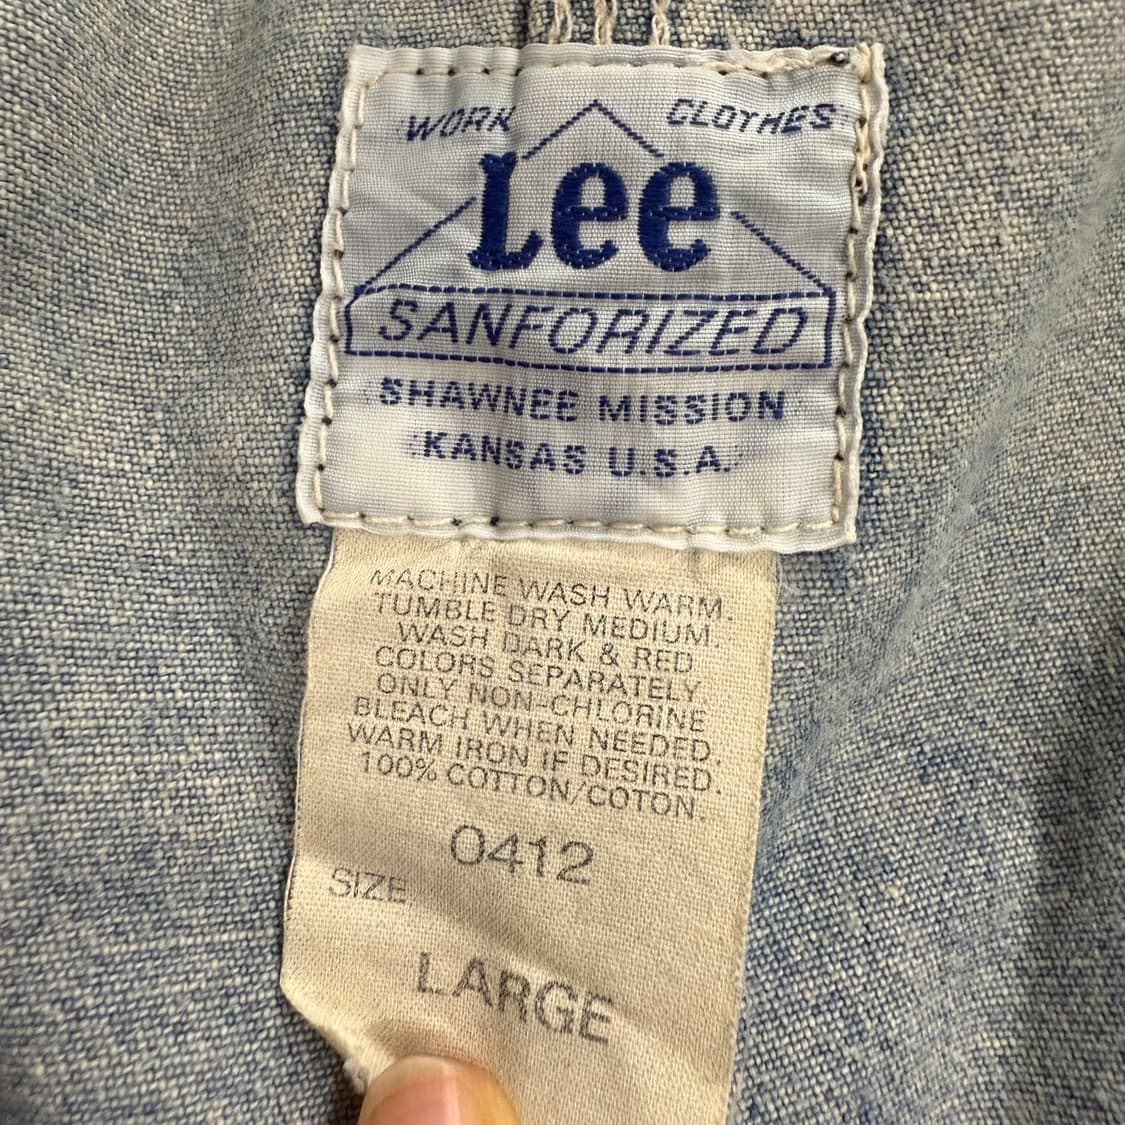 WORK CLOTHES
Lee
SANFORIZED
SHAWNEE MISSION
KANSAS U.S.A.
MACHINE WASH WARM.
TUMBLE DRY MEDIUM.
WASH DARK & RED
COLORS SEPARATELY
ONLY NON-CHLORINE
BLEACH WHEN NEEDED.
WARM IRON IF DESIRED.
100% COTTON/COTON.
0412
SIZE
LARGE